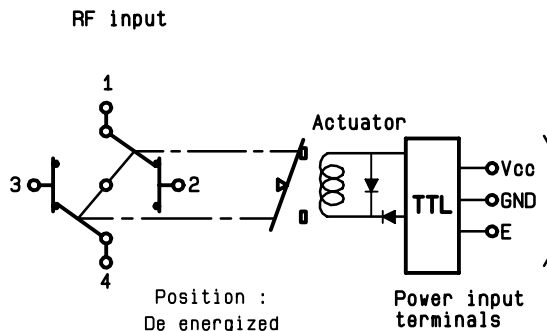 RF input
1
Actuator
3
2
Vcc
TTL
GND
E
4
Position :
De energized
Power input
terminals